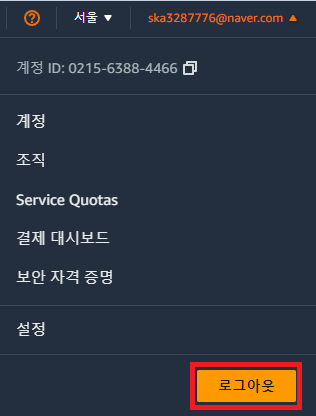 서울 ▼ ska3287776@naver.com ▲
계정 ID: 0215-6388-4466
계정
조직
Service Quotas
결제 대시보드
보안 자격 증명
설정
로그아웃